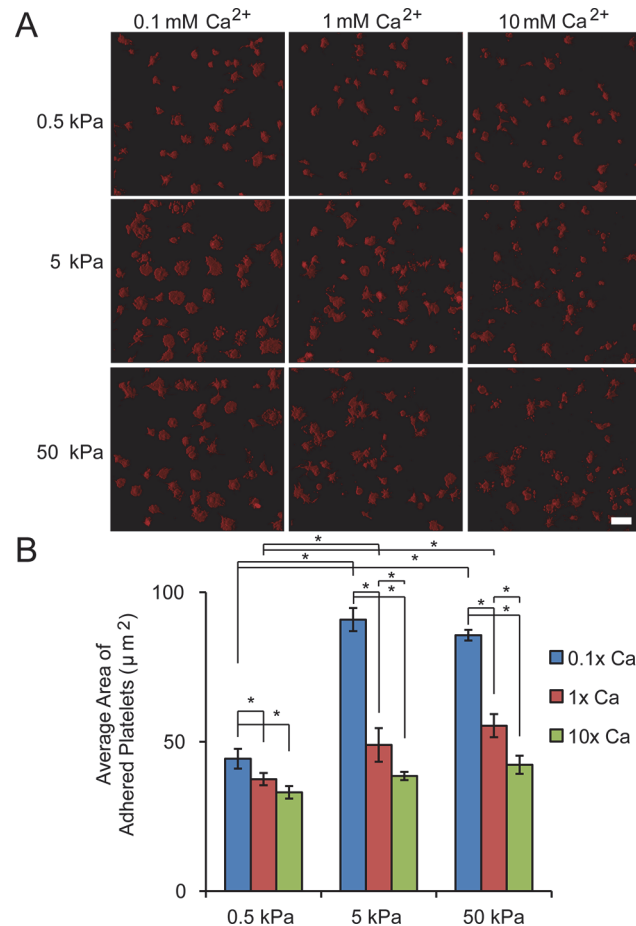 A
0.1 mM Ca2+ 1 mM Ca2+ 10 mM Ca2+
0.5 kPa
5 kPa
50 kPa
B
* * * *
* * * *
* *
* *
Average Area of
Adhered Platelets (μm2)
100
50
0
0.1x Ca
1x Ca
10x Ca
0.5 kPa 5 kPa 50 kPa